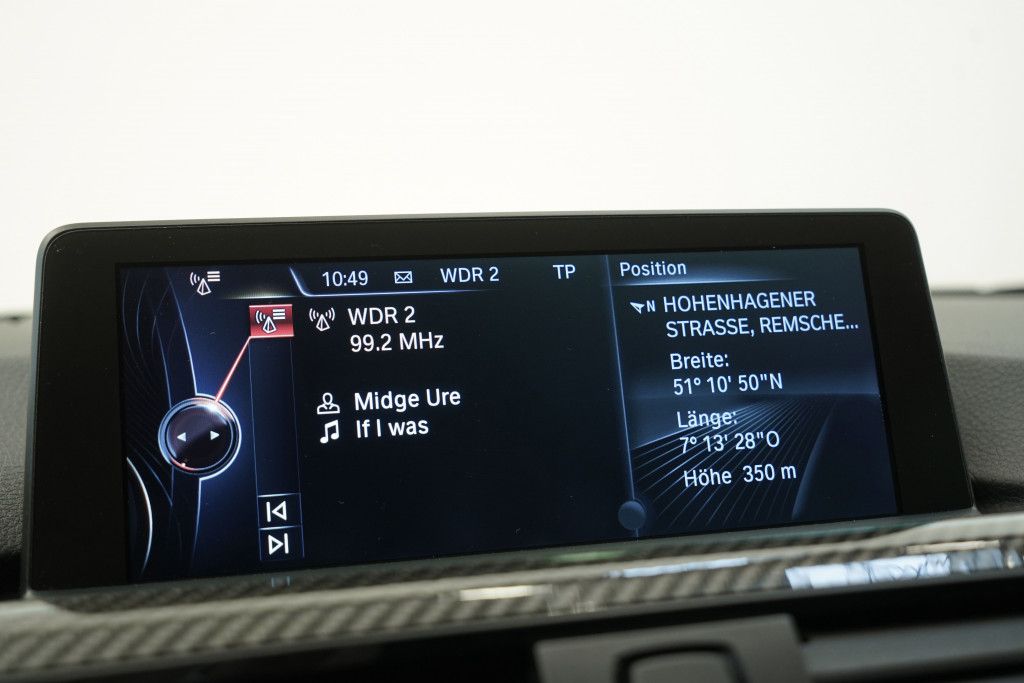 10:49 WDR 2 TP
WDR 2
99.2 MHz
Midge Ure
If I was
Position
N HOHENHAGENER
STRASSE, REMSCHE...
Breite:
51° 10' 50"N
Länge:
7° 13' 28"O
Höhe 350 m